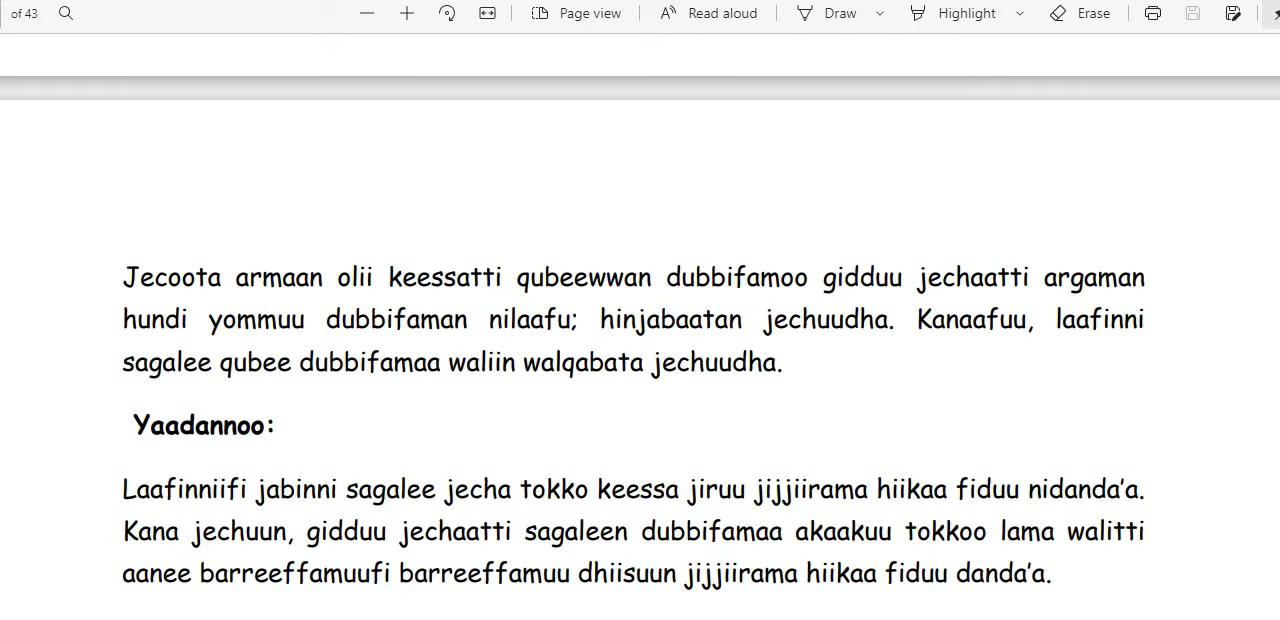 of 43 Page view Read aloud Draw Highlight Erase
Jecoota armaan olii keessatti qubeewwan dubbifamoo gidduu jechaatti argaman
hundi yommuu dubbifaman nilaafu; hinjabaatan jechuudha. Kanaafuu, laafinni
sagalee qubee dubbifamaa waliin walqabata jechuudha.
Yaadannoo:
Laafinniifi jabinni sagalee jecha tokko keessa jiruu jijjiirama hiikaa fiduu nidanda'a.
Kana jechuun, gidduu jechaatti sagaleen dubbifamaa akaakuu tokkoo lama walitti
aanee barreeffamuufi barreeffamuu dhiisuun jijjiirama hiikaa fiduu danda'a.